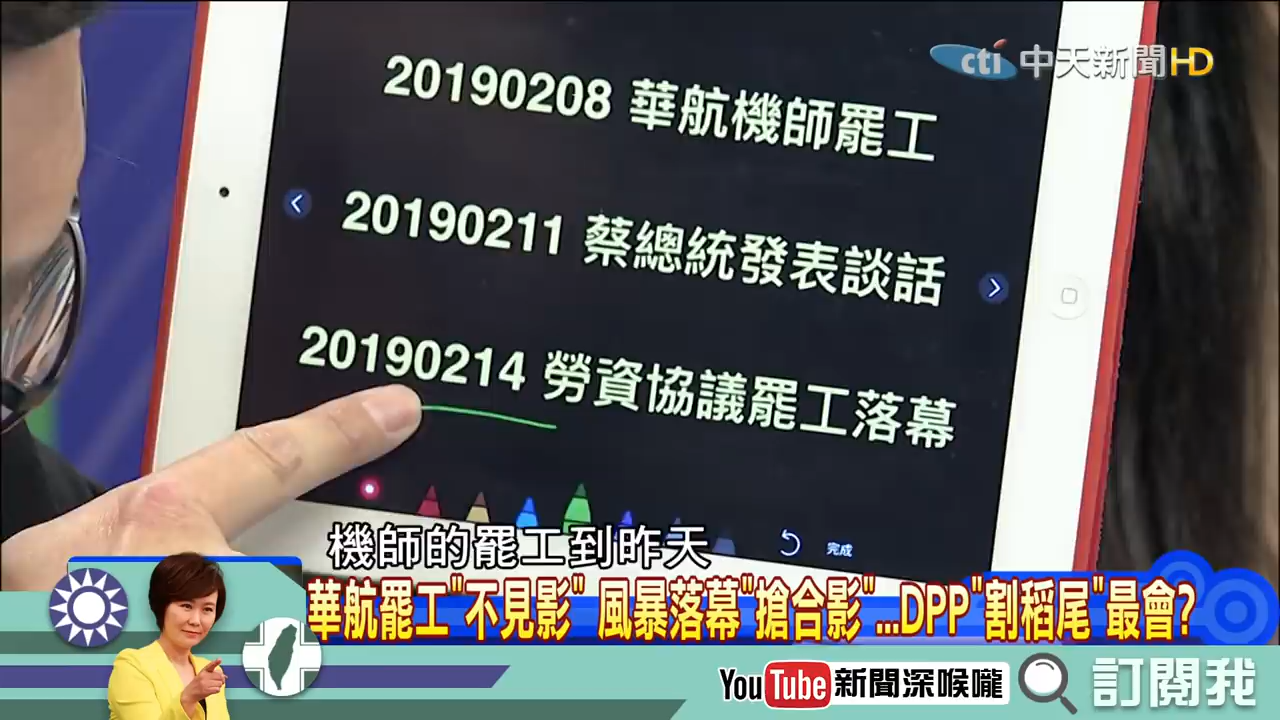 cti 中天新聞HD
20190208 華航機師罷工
20190211 蔡總統發表談話
20190214 勞資協議罷工落幕
完成
機師的罷工到昨天
華航罷工"不見影" 風暴落幕"搶合影"...DPP"割稻尾"最會?
YouTube 新聞深喉嚨 訂閱我